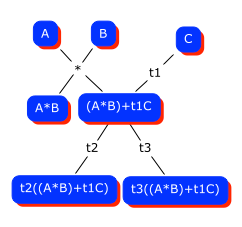 A
B
C
*
t1
A*B
(A*B)+t1C
t2
t3
t2((A*B)+t1C)
t3((A*B)+t1C)